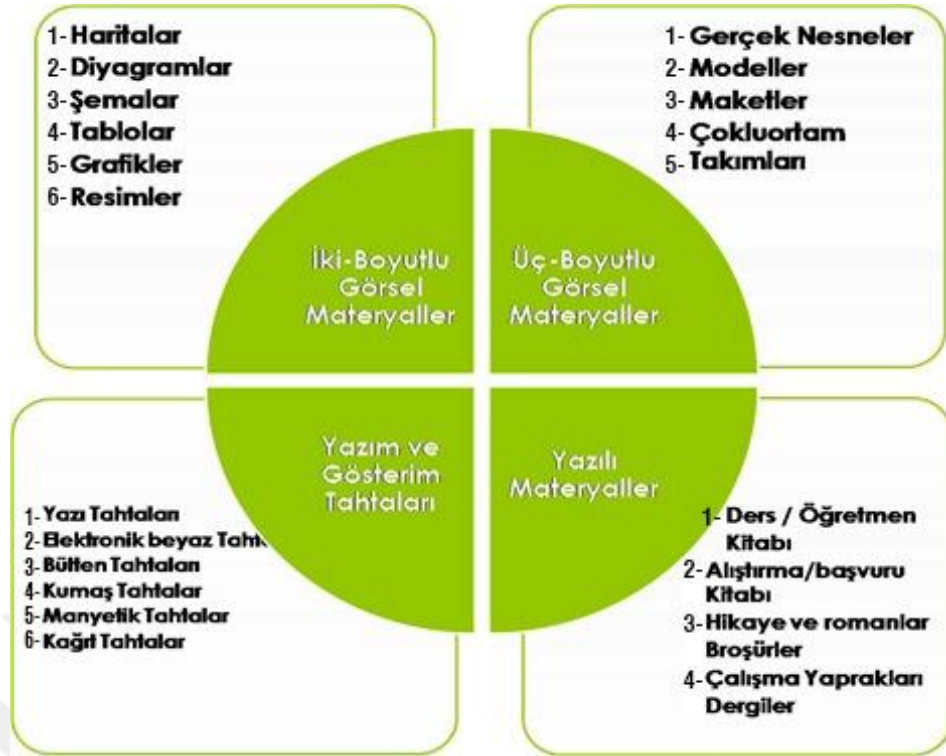 1- Haritalar
2- Diyagramlar
3- Şemalar
4- Tablolar
5- Grafikler
6- Resimler
1- Gerçek Nesneler
2- Modeller
3- Maketler
4- Çokluortam
5- Takımları
İki-Boyutlu
Görsel
Materyaller
Üç-Boyutlu
Görsel
Materyaller
Yazım ve
Gösterim
Tahtaları
Yazılı
Materyaller
1- Yazı Tahtaları
2- Elektronik beyaz Taht
3- Bülten Tahtaları
4- Kumaş Tahtalar
5- Manyetik Tahtalar
6- Kağıt Tahtalar
1- Ders / Öğretmen
Kitabı
2- Alıştırma/başvuru
Kitabı
3- Hikaye ve romanlar
Broşürler
4- Çalışma Yaprakları
Dergiler